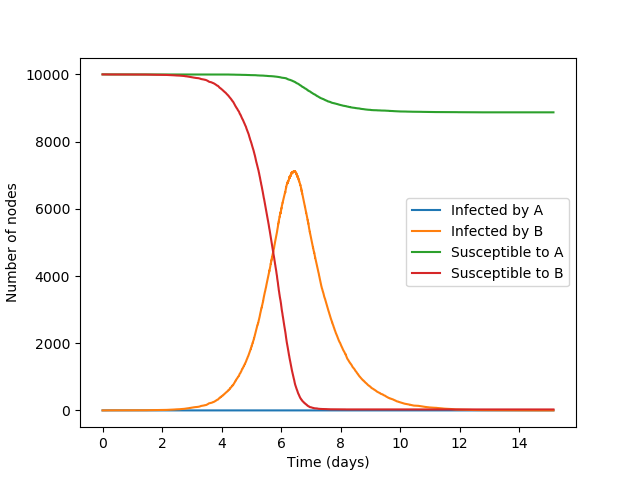 10000
8000
6000
4000
2000
0
Number of nodes
Infected by A
Infected by B
Susceptible to A
Susceptible to B
0 2 4 6 8 10 12 14
Time (days)